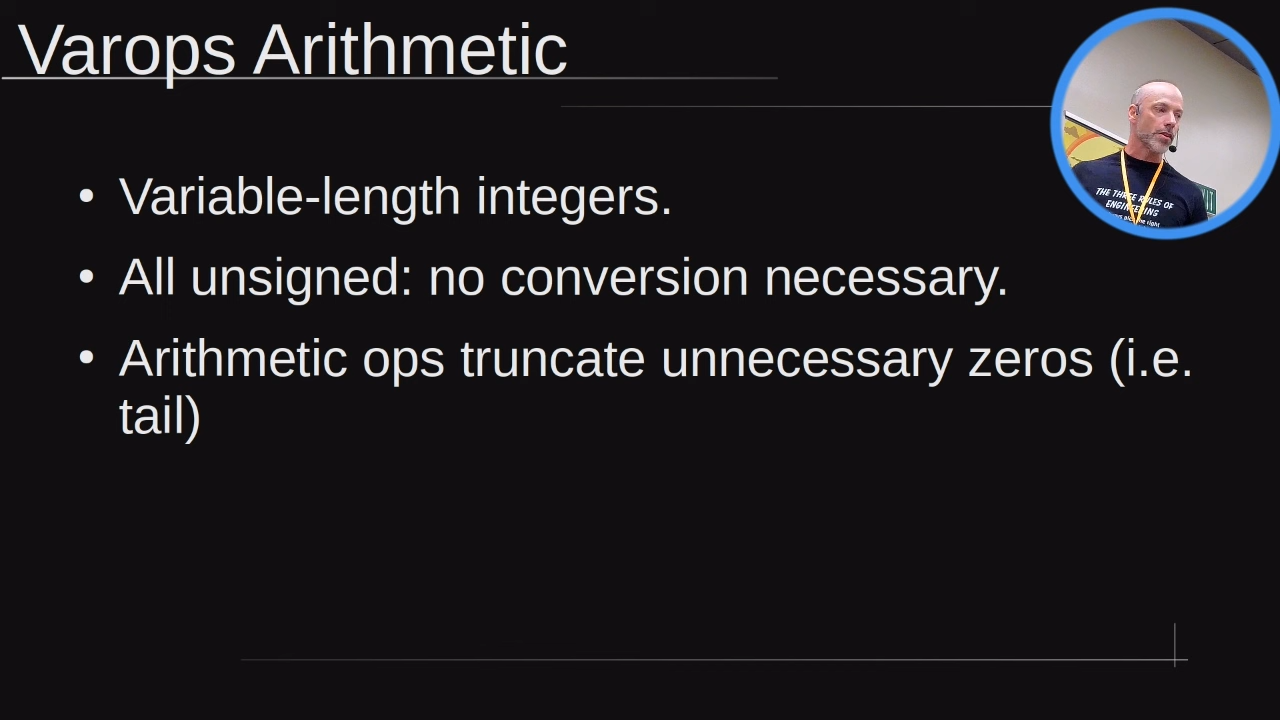 Varops Arithmetic
• Variable-length integers.
• All unsigned: no conversion necessary.
• Arithmetic ops truncate unnecessary zeros (i.e.
tail)
THE THREE RULES OF
ENGINEERING